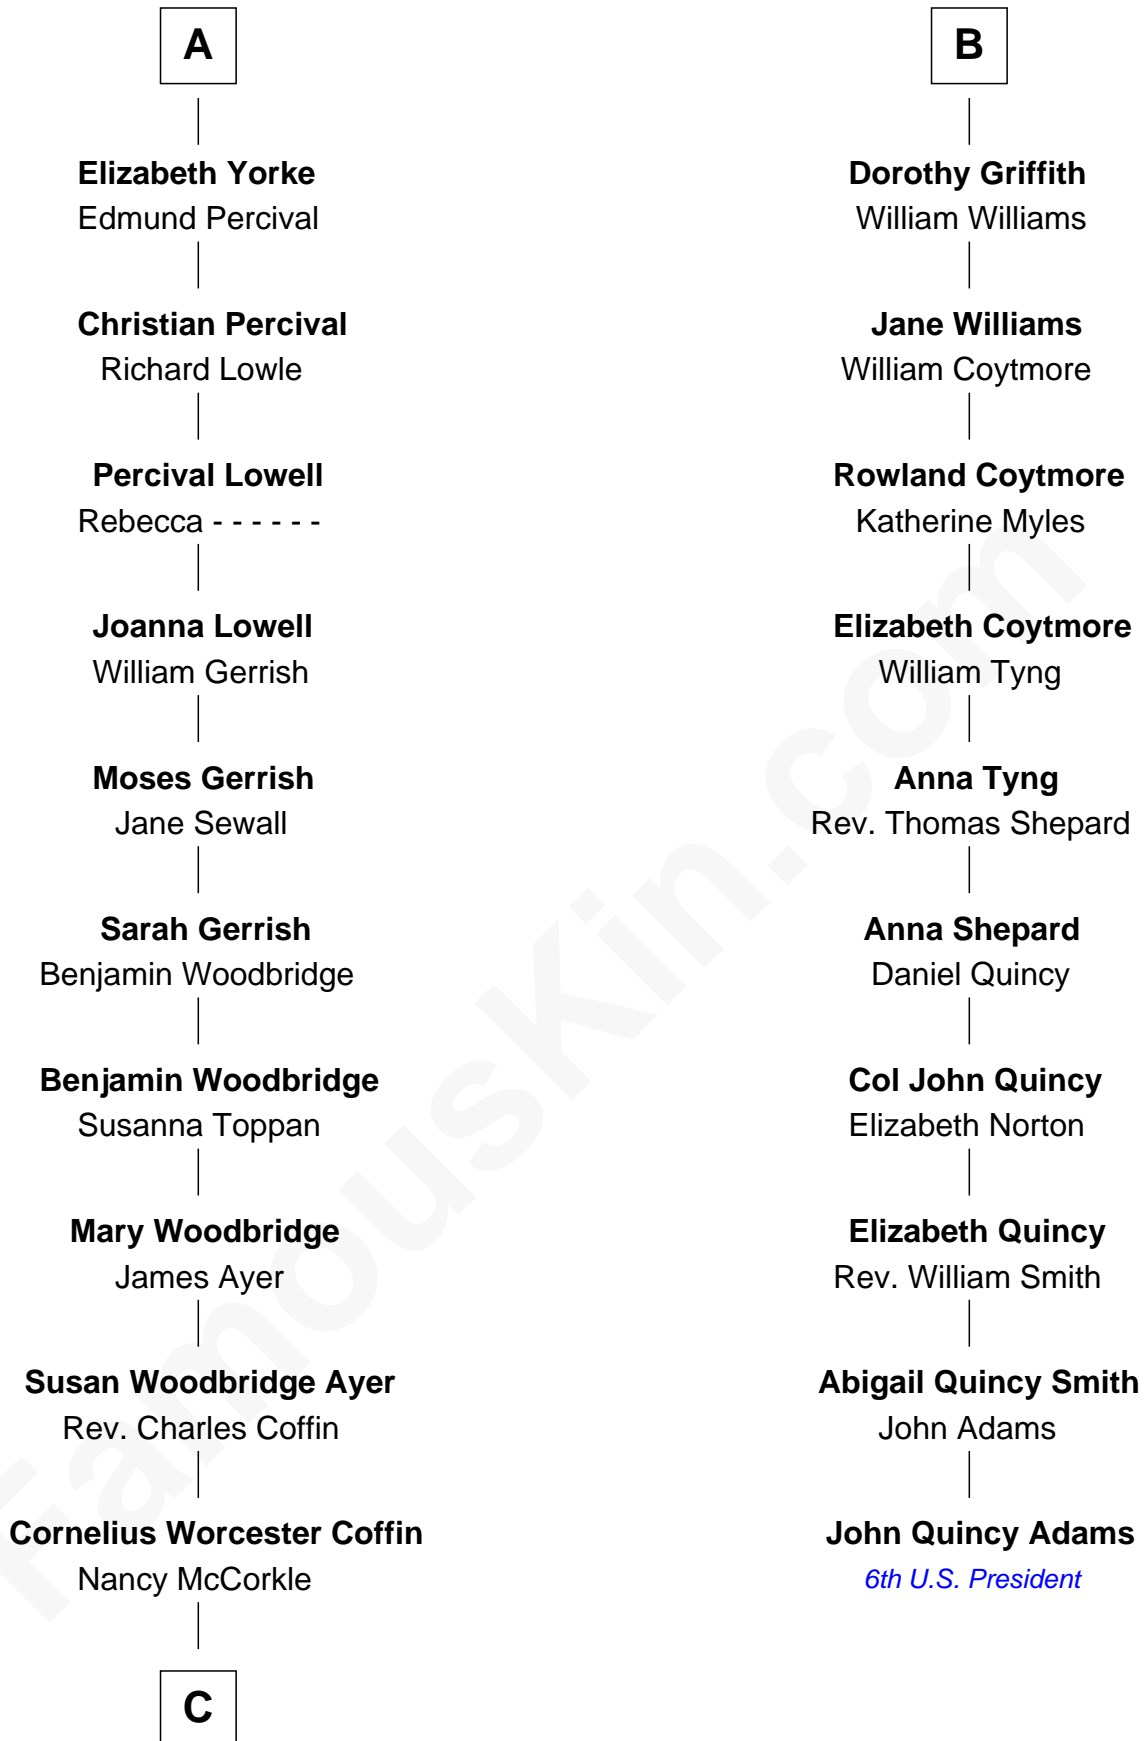 A
Elizabeth Yorke
Edmund Percival
Christian Percival
Richard Lowle
Percival Lowell
Rebecca - - - - - -
Joanna Lowell
William Gerrish
Moses Gerrish
Jane Sewall
Sarah Gerrish
Benjamin Woodbridge
Benjamin Woodbridge
Susanna Toppan
Mary Woodbridge
James Ayer
Susan Woodbridge Ayer
Rev. Charles Coffin
Cornelius Worcester Coffin
Nancy McCorkle
C
B
Dorothy Griffith
William Williams
Jane Williams
William Coytmore
Rowland Coytmore
Katherine Myles
Elizabeth Coytmore
William Tyng
Anna Tyng
Rev. Thomas Shepard
Anna Shepard
Daniel Quincy
Col John Quincy
Elizabeth Norton
Elizabeth Quincy
Rev. William Smith
Abigail Quincy Smith
John Adams
John Quincy Adams
6th U.S. President
FamousKin.com